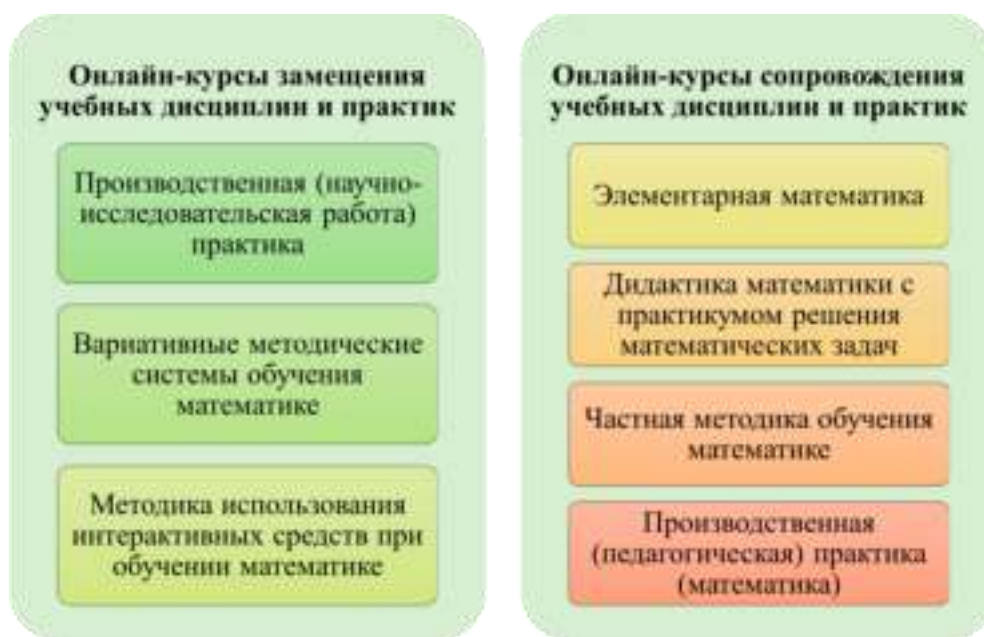 Онлайн-курсы замещения
учебных дисциплин и практик
Производственная (научно-
исследовательская работа)
практика
Вариативные методические
системы обучения
математике
Методика использования
интерактивных средств при
обучении математике
Онлайн-курсы сопровождения
учебных дисциплин и практик
Элементарная математика
Дидактика математики с
практикумом решения
математических задач
Частная методика обучения
математике
Производственная
(педагогическая) практика
(математика)